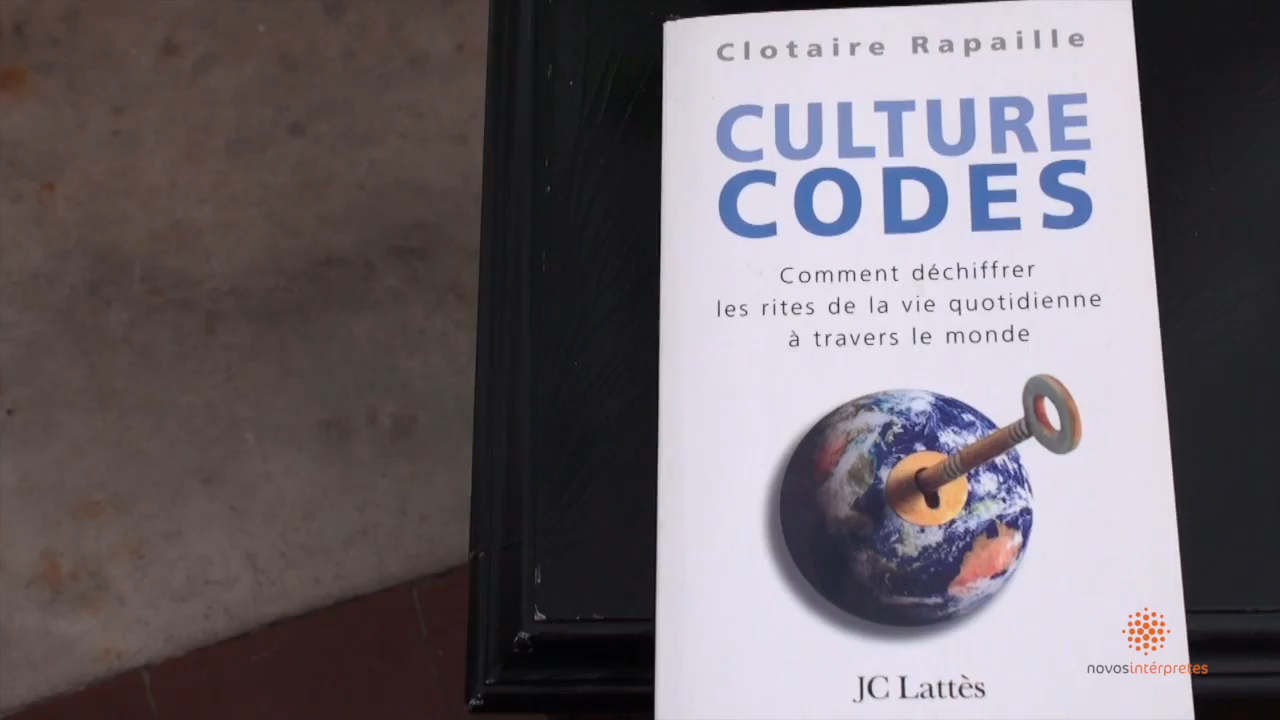 Clotaire Rapaille
CULTURE
CODES
Comment déchiffrer
les rites de la vie quotidienne
à travers le monde
JC Lattès
novosintérpretes